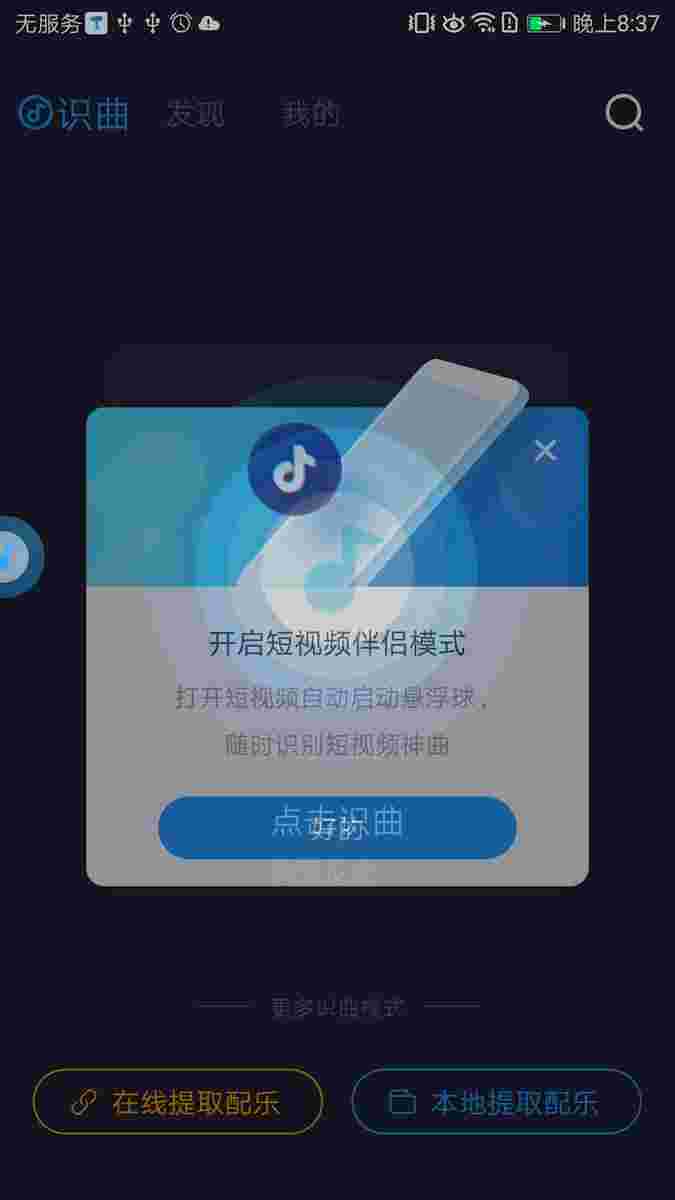 无服务 晚上8:37
识曲 发现 我的
开启短视频伴侣模式
打开短视频自动启动悬浮球，
随时识别短视频神曲
点击识曲
好的
更多识曲模式
在线提取配乐 本地提取配乐